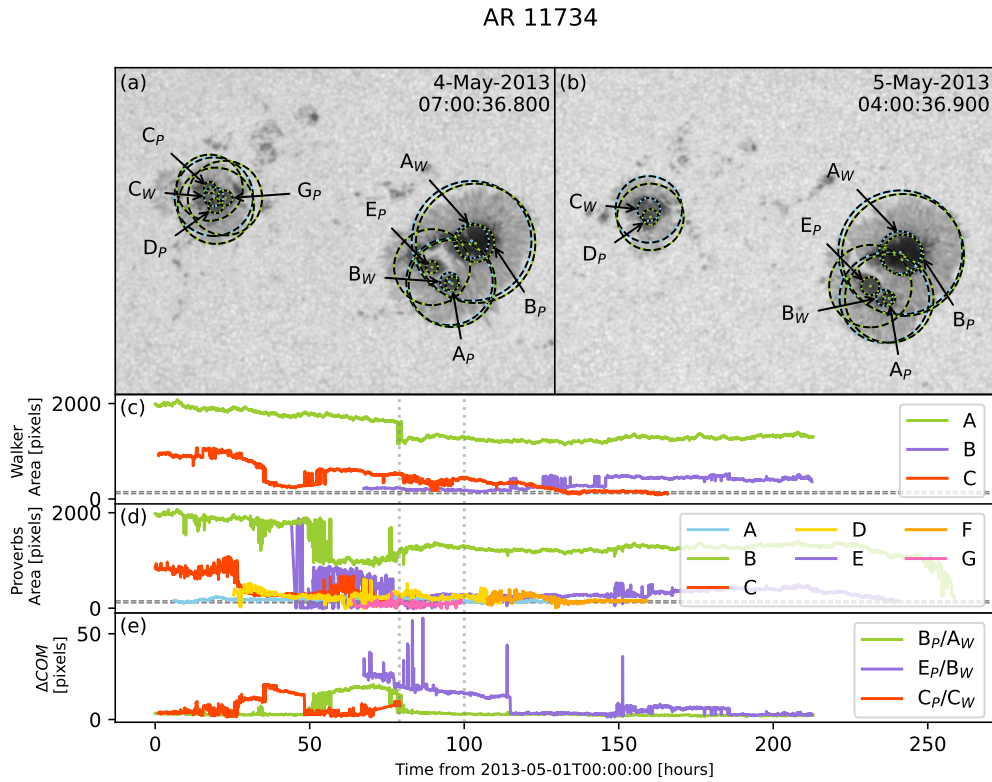 AR 11734
(a)
4-May-2013
07:00:36.800
(b)
5-May-2013
04:00:36.900
C_P
C_W
D_P
G_P
E_P
B_W
A_W
B_P
A_P
C_W
D_P
A_W
E_P
B_W
B_P
A_P
Walker
Area [pixels]
2000
0
(c)
A
B
C
Proverbs
Area [pixels]
2000
0
(d)
A
B
C
D
E
F
G
ΔCOM
[pixels]
50
0
(e)
B_P/A_W
E_P/B_W
C_P/C_W
0
50
100
150
200
250
Time from 2013-05-01T00:00:00 [hours]